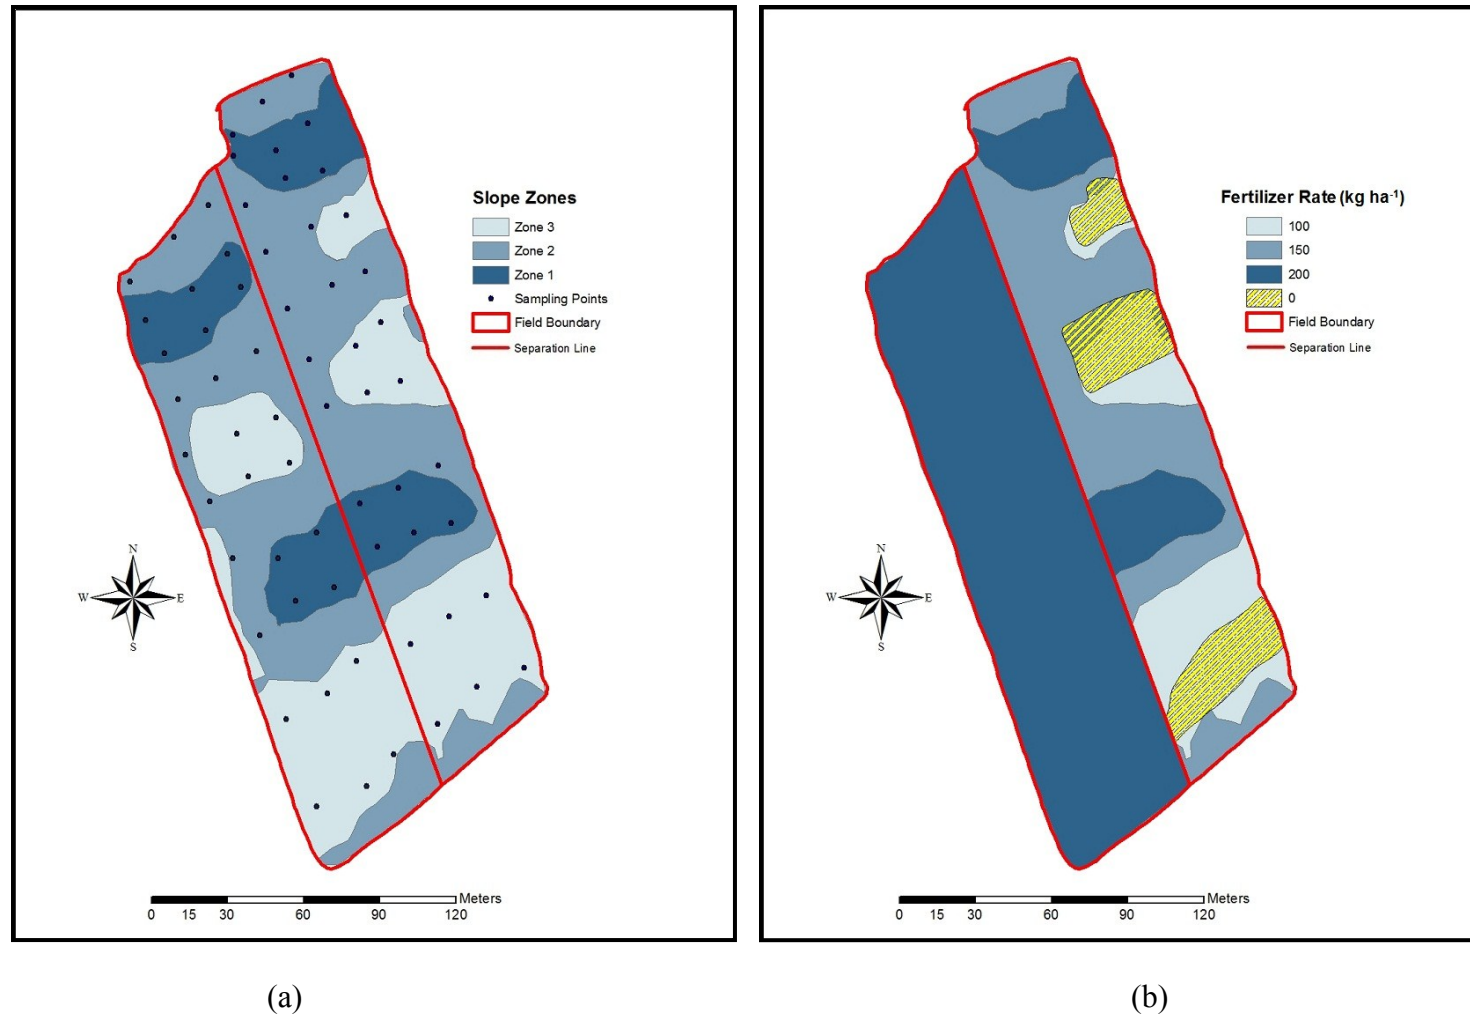 Slope Zones
Zone 3
Zone 2
Zone 1
Sampling Points
Field Boundary
Separation Line
N
W E
S
Meters
0 15 30 60 90 120
(a)
Fertilizer Rate (kg ha-1)
100
150
200
0
Field Boundary
Separation Line
N
W E
S
Meters
0 15 30 60 90 120
(b)